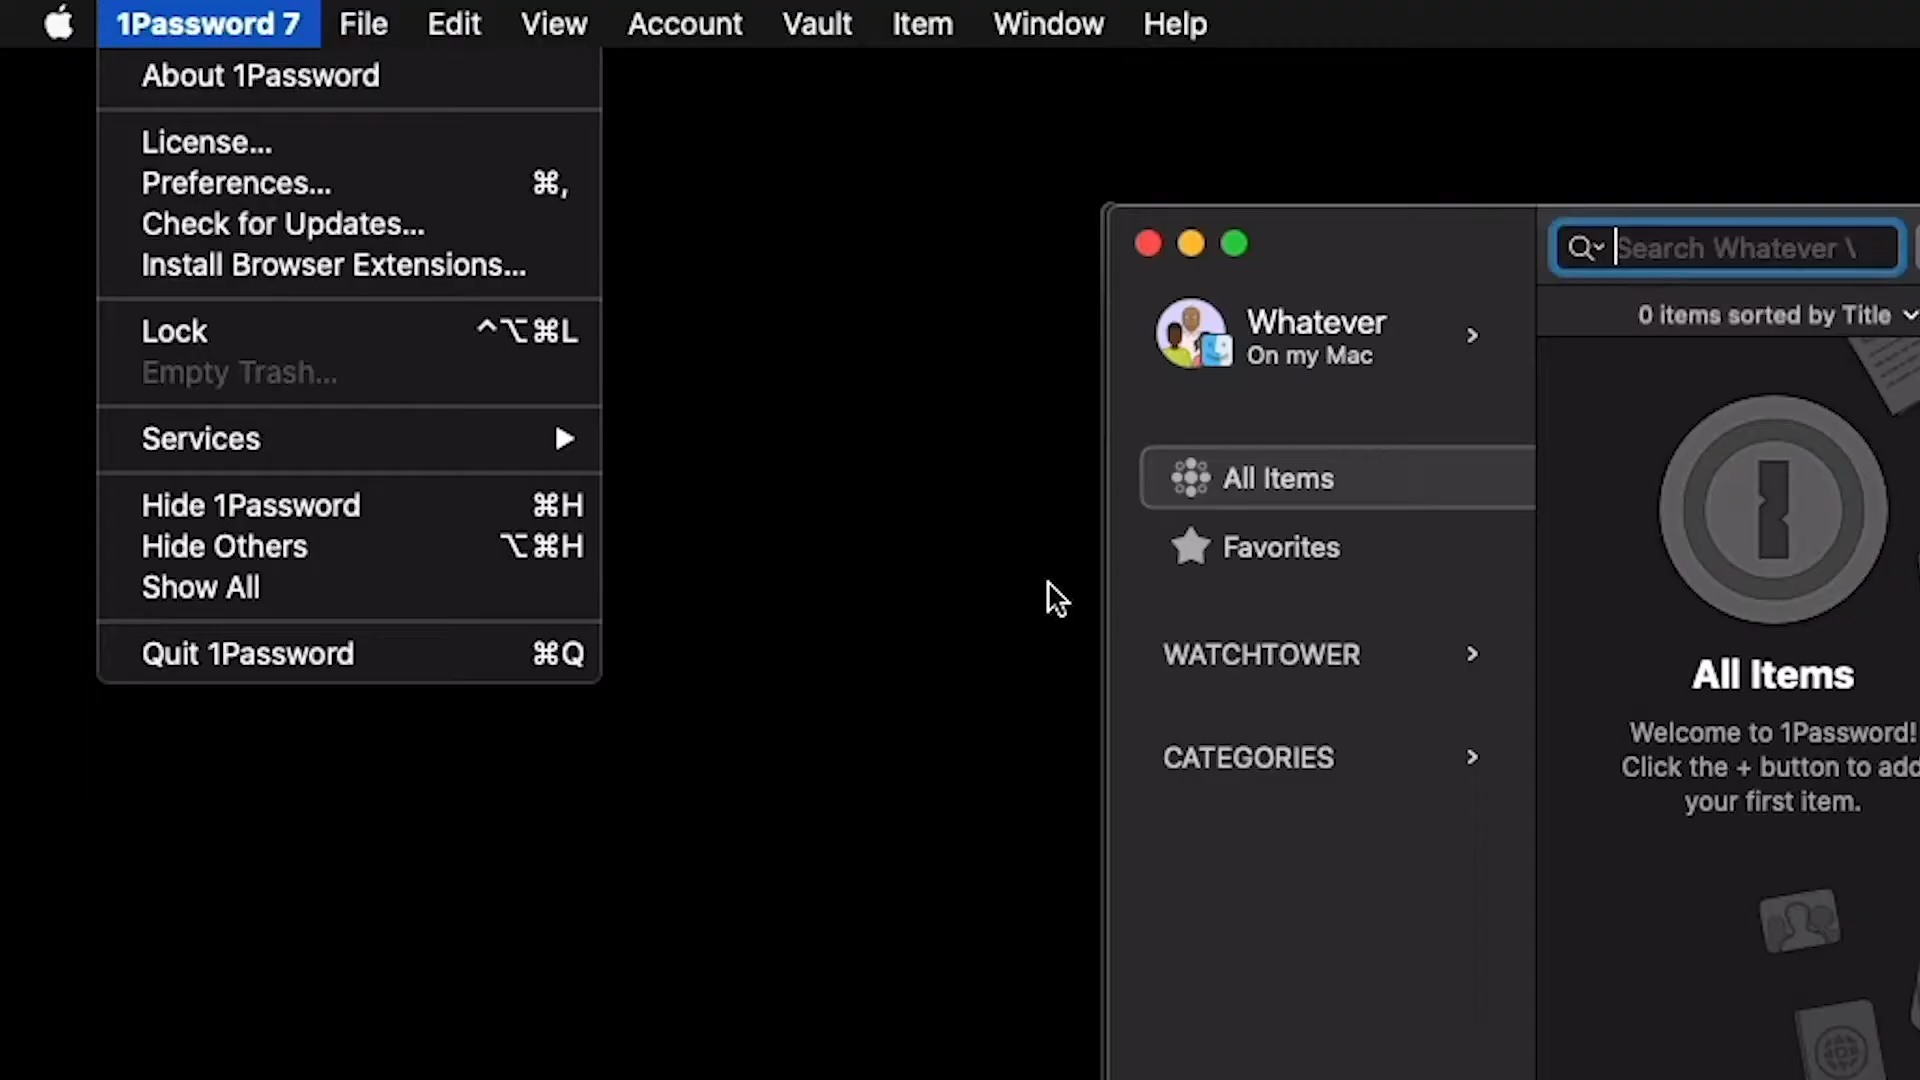 1Password 7 File Edit View Account Vault Item Window Help
About 1Password
License...
Preferences... ⌘,
Check for Updates...
Install Browser Extensions...
Lock ^⌥⌘L
Empty Trash...
Services ▶
Hide 1Password ⌘H
Hide Others ⌥⌘H
Show All
Quit 1Password ⌘Q
Whatever
On my Mac
All Items
Favorites
WATCHTOWER
CATEGORIES
Search Whatever \
0 items sorted by Title
All Items
Welcome to 1Password!
Click the + button to add
your first item.